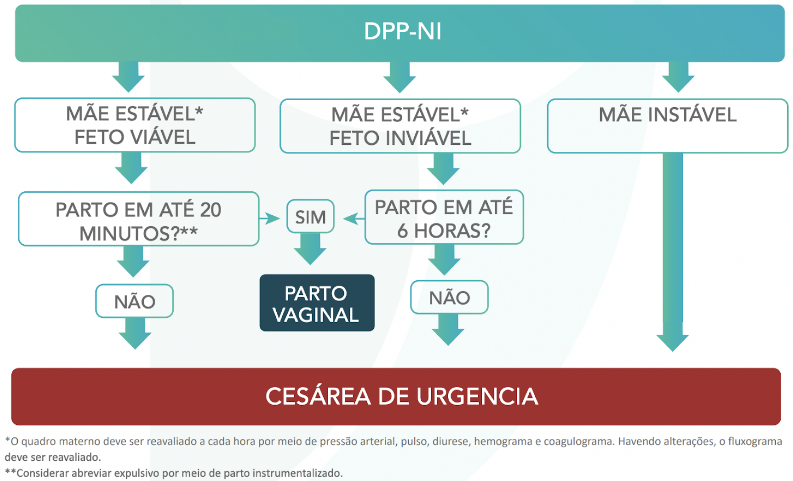 DPP-NI
MÃE ESTÁVEL*
FETO VIÁVEL
MÃE ESTÁVEL*
FETO INVIÁVEL
MÃE INSTÁVEL
PARTO EM ATÉ 20
MINUTOS?**
SIM
PARTO EM ATÉ
6 HORAS?
NÃO
PARTO
VAGINAL
NÃO
CESÁREA DE URGENCIA
*O quadro materno deve ser reavaliado a cada hora por meio de pressão arterial, pulso, diurese, hemograma e coagulograma. Havendo alterações, o fluxograma
deve ser reavaliado.
**Considerar abreviar expulsivo por meio de parto instrumentalizado.